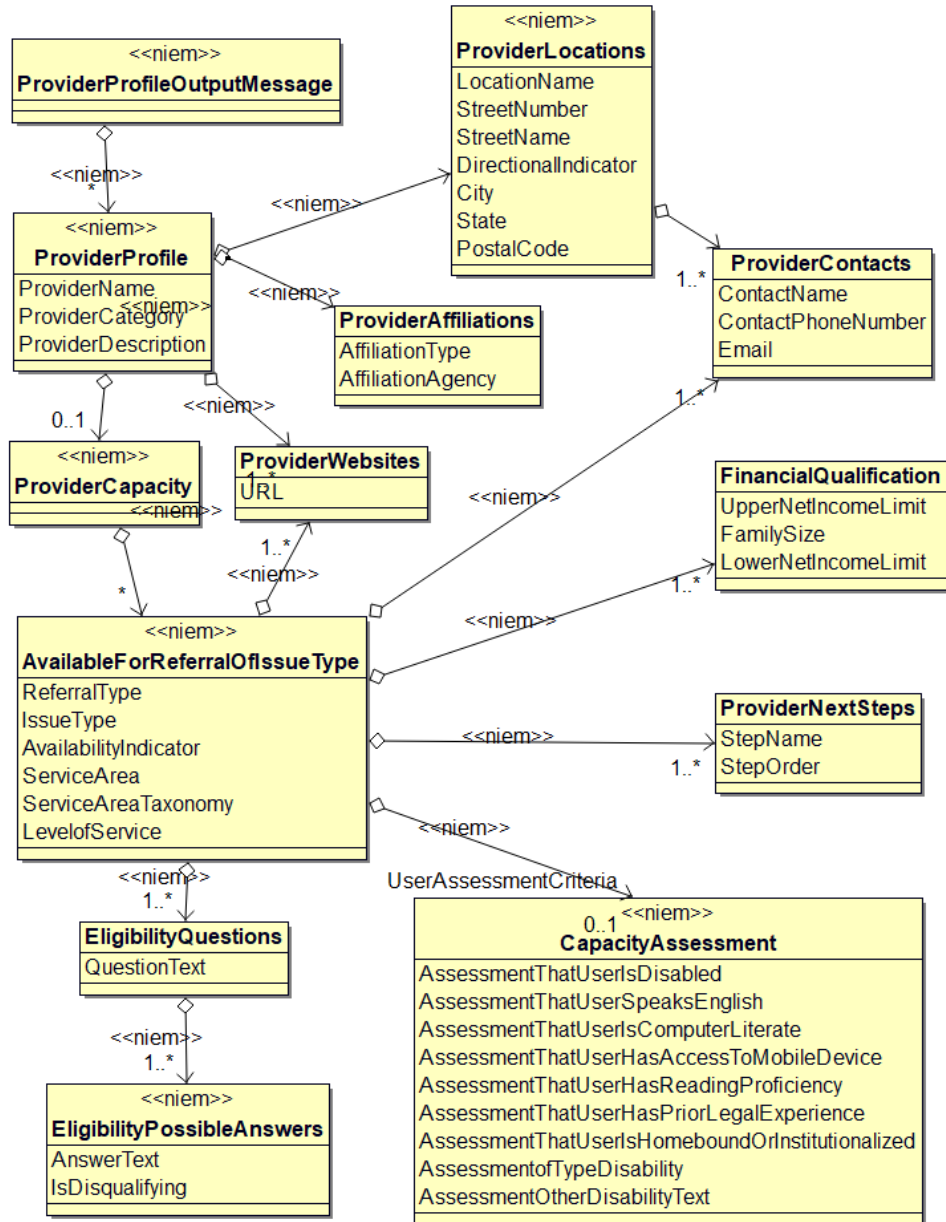 <<niem>>
ProviderProfileOutputMessage
<<niem>>
*
<<niem>>
ProviderLocations
LocationName
StreetNumber
StreetName
DirectionalIndicator
City
State
PostalCode
<<niem>>
<<niem>>
ProviderProfile
ProviderName
<<niem>>
ProviderCategory
ProviderDescription
1..*
ProviderContacts
ContactName
ContactPhoneNumber
Email
<<niem>>
ProviderAffiliations
AffiliationType
AffiliationAgency
<<niem>>
0..1
<<niem>>
ProviderCapacity
<<niem>>
ProviderWebsites
1..*
URL
1..*
<<niem>>
1..*
<<niem>>
FinancialQualification
UpperNetIncomeLimit
FamilySize
LowerNetIncomeLimit
1..*
<<niem>>
*
<<niem>>
AvailableForReferralOfIssueType
ReferralType
IssueType
AvailabilityIndicator
ServiceArea
ServiceAreaTaxonomy
LevelofService
<<niem>>
1..*
ProviderNextSteps
StepName
StepOrder
<<niem>>
UserAssessmentCriteria
0..1
<<niem>>
1..*
EligibilityQuestions
QuestionText
<<niem>>
1..*
<<niem>>
EligibilityPossibleAnswers
AnswerText
IsDisqualifying
<<niem>>
CapacityAssessment
AssessmentThatUserIsDisabled
AssessmentThatUserSpeaksEnglish
AssessmentThatUserIsComputerLiterate
AssessmentThatUserHasAccessToMobileDevice
AssessmentThatUserHasReadingProficiency
AssessmentThatUserHasPriorLegalExperience
AssessmentThatUserIsHomeboundOrInstitutionalized
AssessmentofTypeDisability
AssessmentOtherDisabilityText